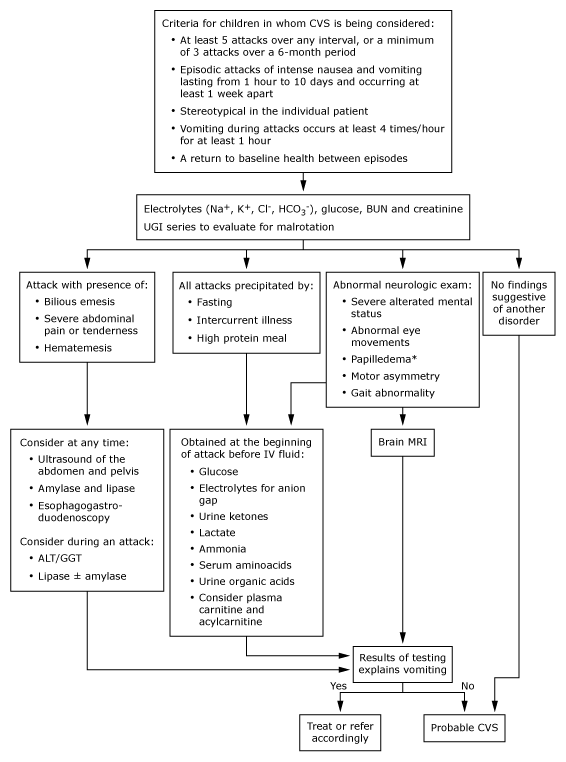 Criteria for children in whom CVS is being considered:
• At least 5 attacks over any interval, or a minimum
of 3 attacks over a 6-month period
• Episodic attacks of intense nausea and vomiting
lasting from 1 hour to 10 days and occurring at
least 1 week apart
• Stereotypical in the individual patient
• Vomiting during attacks occurs at least 4 times/hour
for at least 1 hour
• A return to baseline health between episodes
Electrolytes (Na⁺, K⁺, Cl⁻, HCO₃⁻), glucose, BUN and creatinine
UGI series to evaluate for malrotation
Attack with presence of:
• Bilious emesis
• Severe abdominal
pain or tenderness
• Hematemesis
All attacks precipitated by:
• Fasting
• Intercurrent illness
• High protein meal
Abnormal neurologic exam:
• Severe altered mental
status
• Abnormal eye
movements
• Papilledema*
• Motor asymmetry
• Gait abnormality
No findings
suggestive of
another
disorder
Consider at any time:
• Ultrasound of the
abdomen and pelvis
• Amylase and lipase
• Esophagogastro-
duodenoscopy
Consider during an attack:
• ALT/GGT
• Lipase ± amylase
Obtained at the beginning
of attack before IV fluid:
• Glucose
• Electrolytes for anion
gap
• Urine ketones
• Lactate
• Ammonia
• Serum aminoacids
• Urine organic acids
• Consider plasma
carnitine and
acylcarnitine
Brain MRI
Results of testing
explains vomiting
Yes
No
Treat or refer
accordingly
Probable CVS